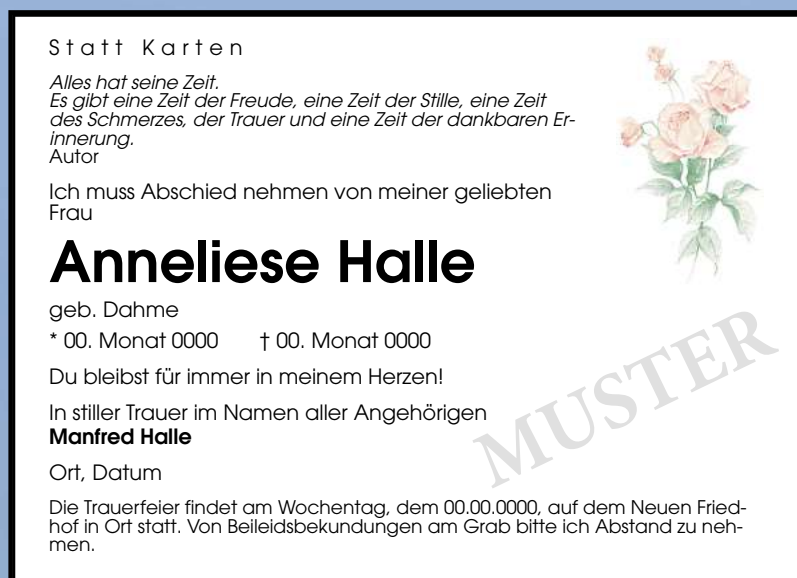 Statt Karten
Alles hat seine Zeit.
Es gibt eine Zeit der Freude, eine Zeit der Stille, eine Zeit
des Schmerzes, der Trauer und eine Zeit der dankbaren Er-
innerung.
Autor
Ich muss Abschied nehmen von meiner geliebten
Frau
Anneliese Halle
geb. Dahme
* 00. Monat 0000 † 00. Monat 0000
Du bleibst für immer in meinem Herzen!
In stiller Trauer im Namen aller Angehörigen
Manfred Halle
Ort, Datum
Die Trauerfeier findet am Wochentag, dem 00.00.0000, auf dem Neuen Fried-
hof in Ort statt. Von Beileidsbekundungen am Grab bitte ich Abstand zu neh-
men.
MUSTER